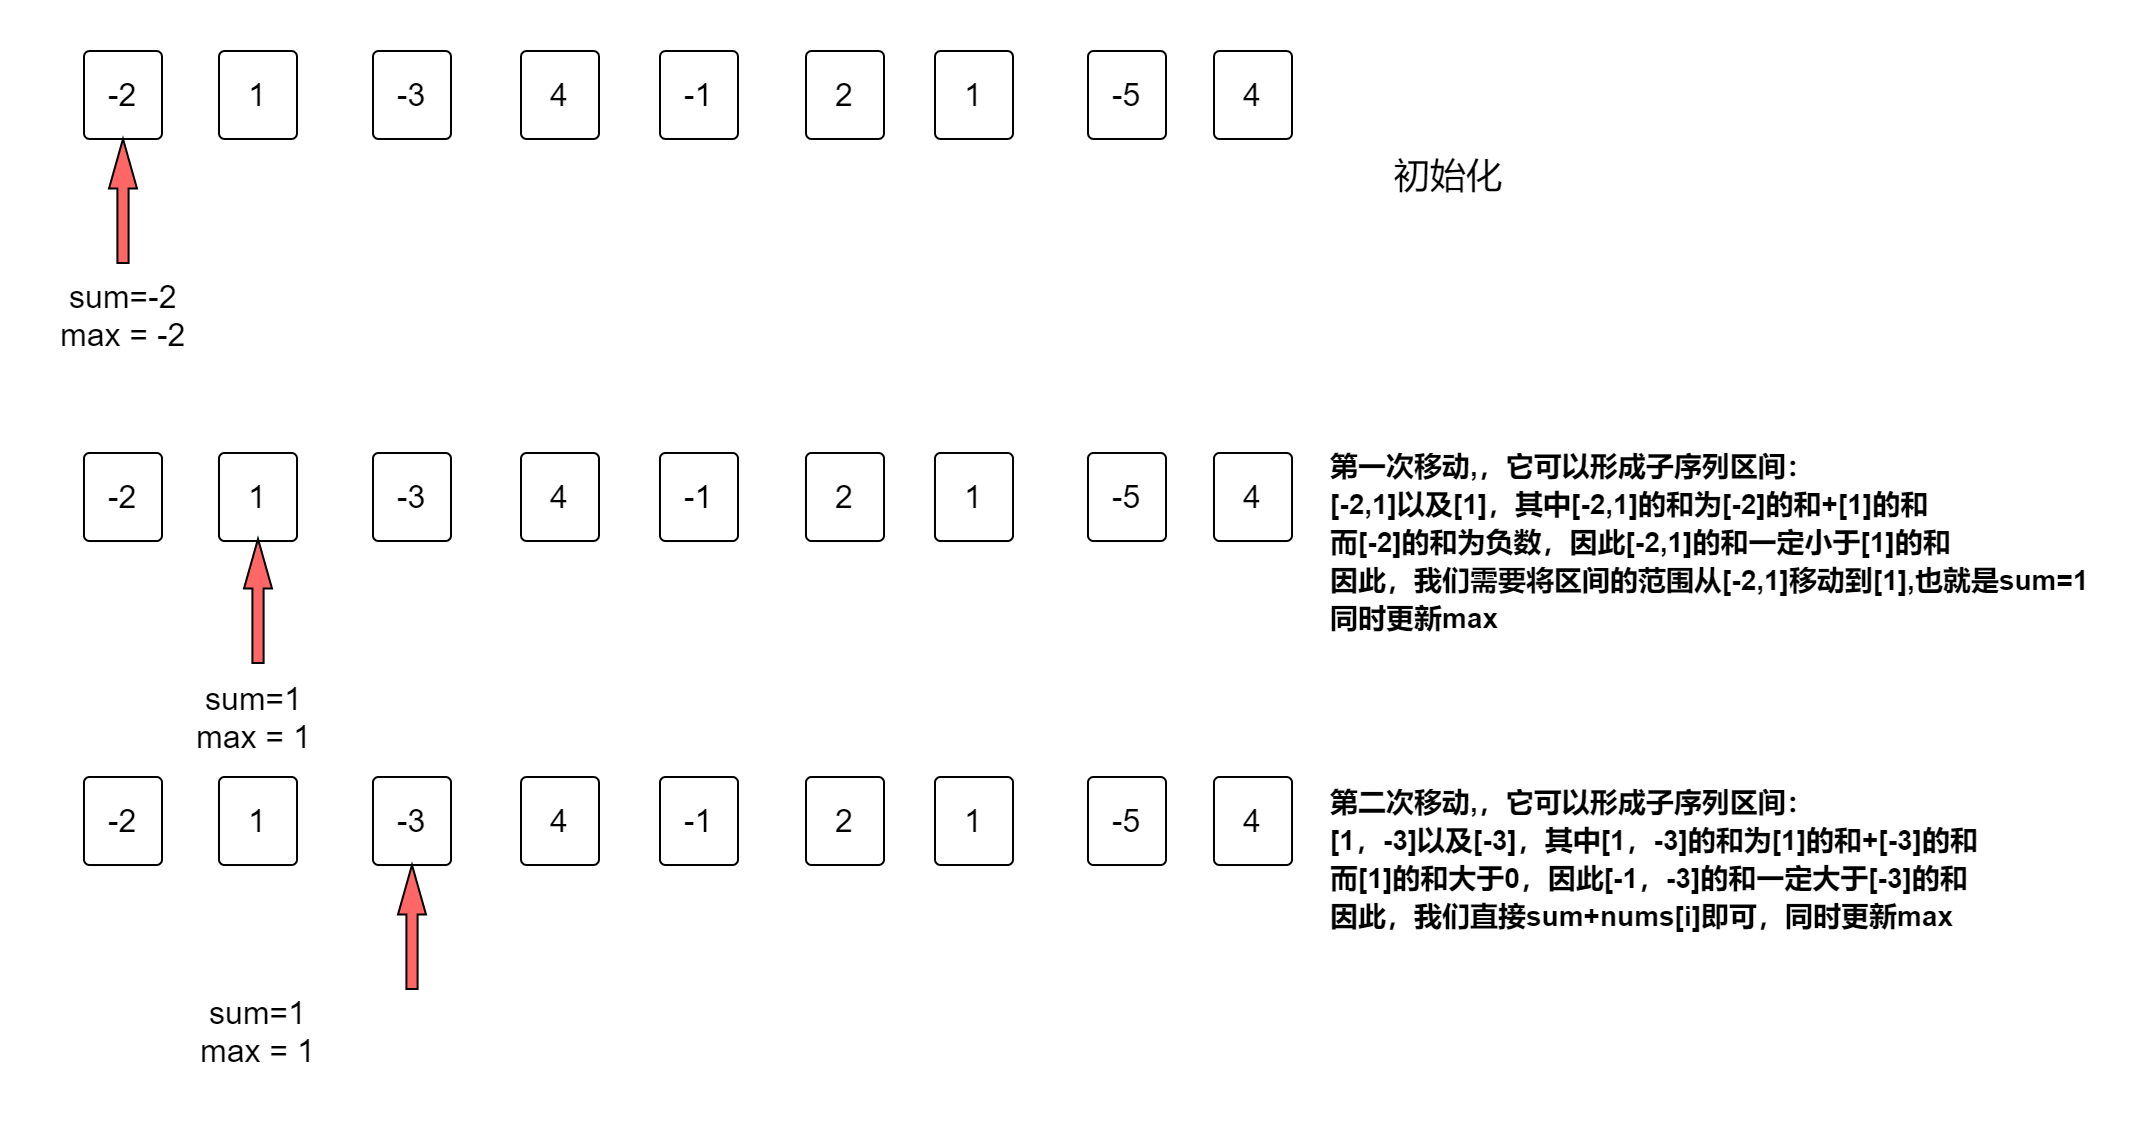 -2 1 -3 4 -1 2 1 -5 4
初始化
sum=-2
max = -2
-2 1 -3 4 -1 2 1 -5 4
第一次移动,，它可以形成子序列区间：
[-2,1]以及[1]，其中[-2,1]的和为[-2]的和+[1]的和
而[-2]的和为负数，因此[-2,1]的和一定小于[1]的和
因此，我们需要将区间的范围从[-2,1]移动到[1],也就是sum=1
同时更新max
sum=1
max = 1
-2 1 -3 4 -1 2 1 -5 4
第二次移动,，它可以形成子序列区间：
[1，-3]以及[-3]，其中[1，-3]的和为[1]的和+[-3]的和
而[1]的和大于0，因此[-1，-3]的和一定大于[-3]的和
因此，我们直接sum+nums[i]即可，同时更新max
sum=1
max = 1